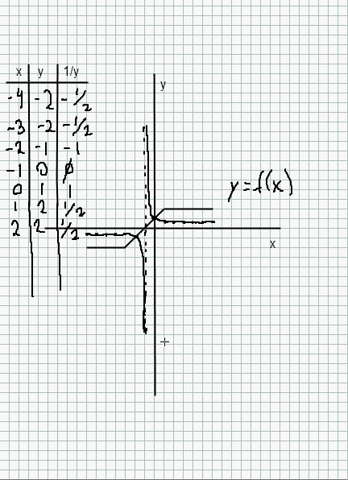 x y 1/y
-4 -2 -1/2
-3 -2 -1/2
-2 -1 -1
-1 0 ∅
0 1 1
1 2 1/2
2 2 1/2
y
y=f(x)
x